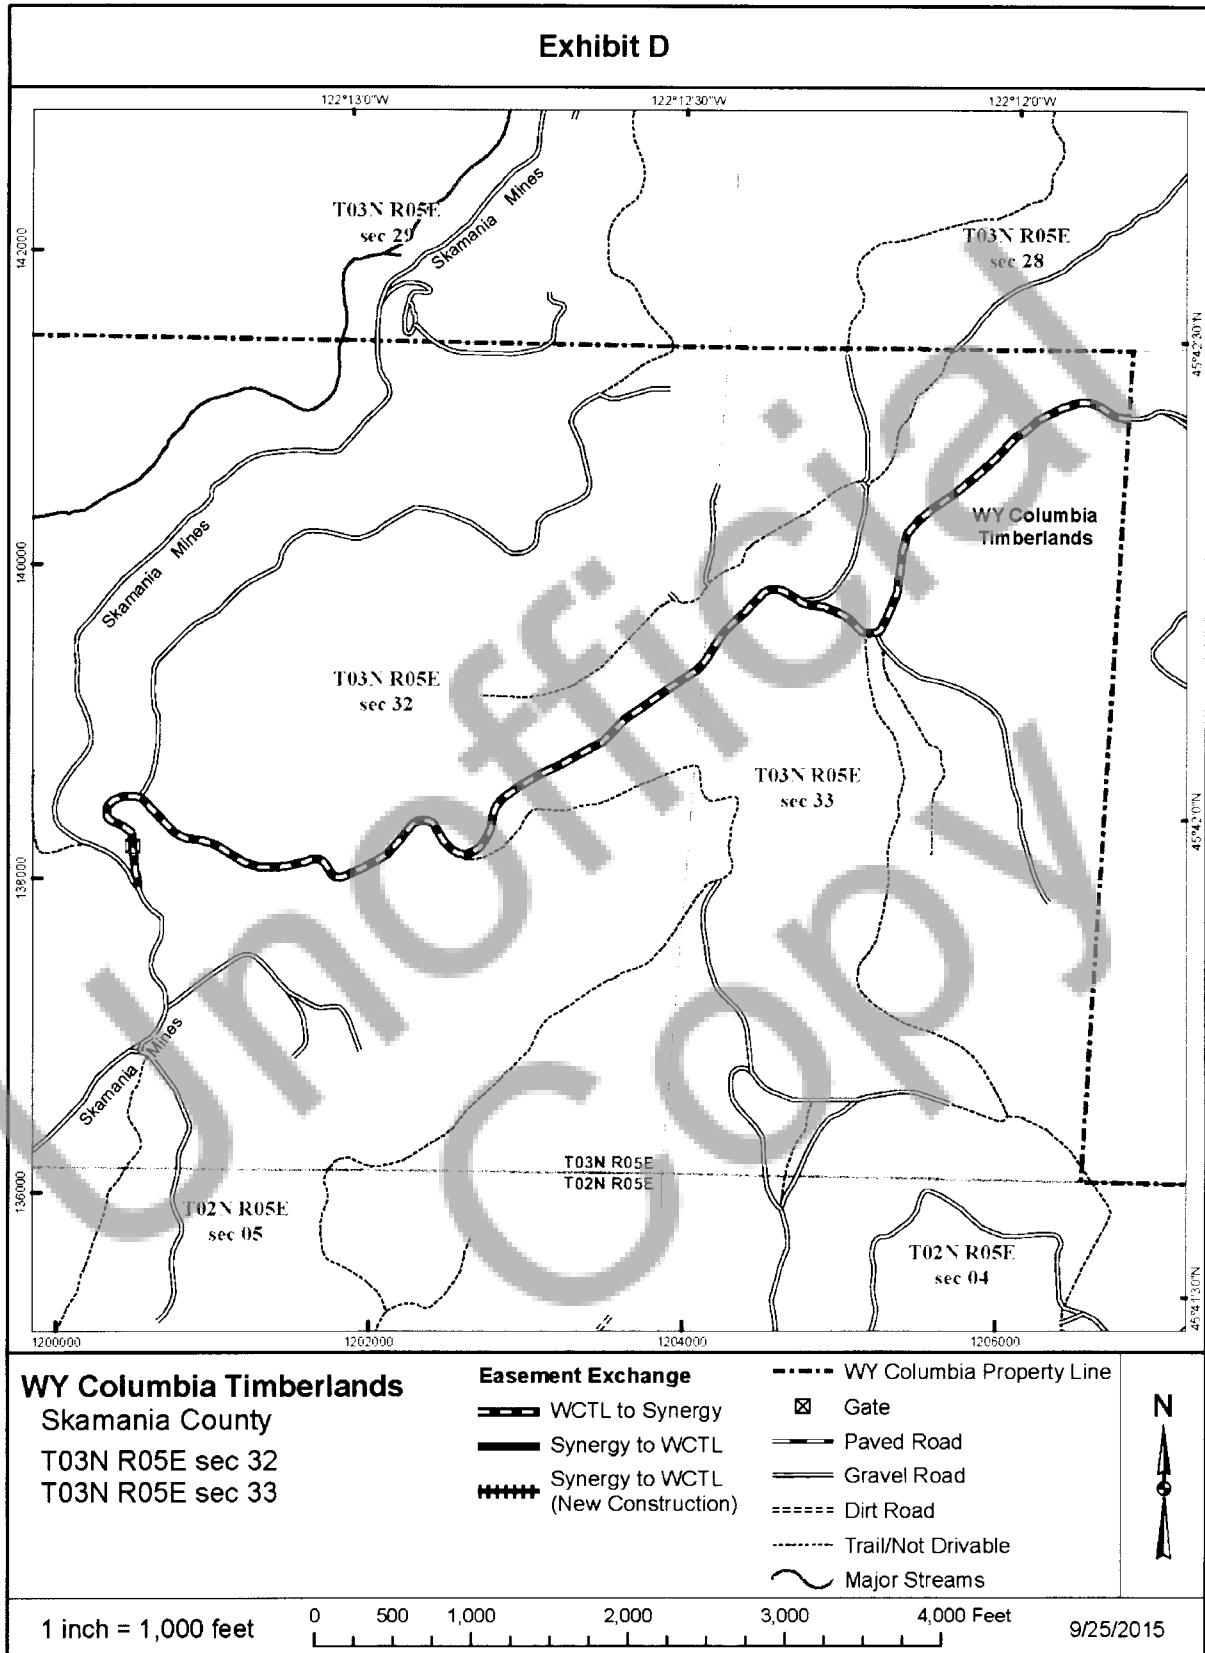 Exhibit D
122°13'0"W
122°12'30"W
122°12'0"W
142000
140000
138000
136000
45°42'30"N
45°42'0"N
45°41'30"N
T03N R05E
sec 29
Skamania Mines
T03N R05E
sec 28
WY Columbia
Timberlands
Skamania Mines
T03N R05E
sec 32
T03N R05E
sec 33
Skamania Mines
T03N R05E
T02N R05E
T02N R05E
sec 05
T02N R05E
sec 04
Unofficial
Copy
1200000
1202000
1204000
1206000
WY Columbia Timberlands
Skamania County
T03N R05E sec 32
T03N R05E sec 33
Easement Exchange
WCTL to Synergy
Synergy to WCTL
Synergy to WCTL
(New Construction)
WY Columbia Property Line
Gate
Paved Road
Gravel Road
Dirt Road
Trail/Not Drivable
Major Streams
N
1 inch = 1,000 feet
0 500 1,000 2,000 3,000 4,000 Feet
9/25/2015